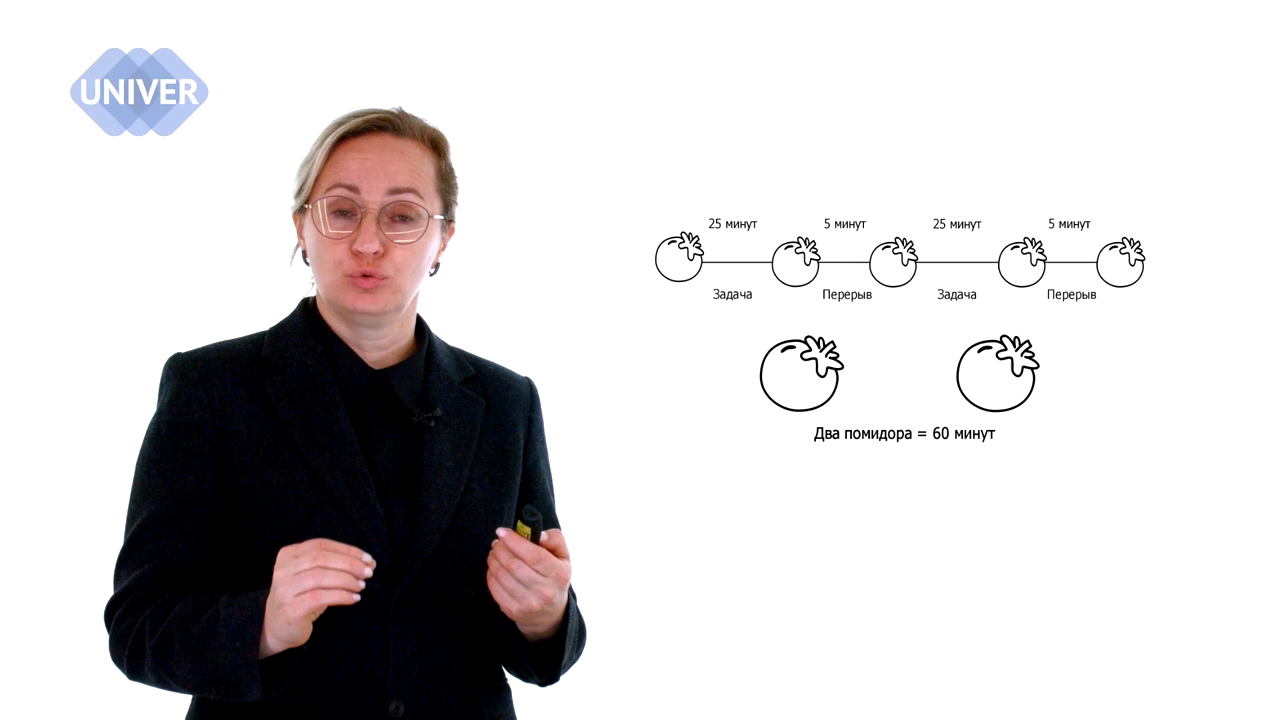 UNIVER
25 минут 5 минут 25 минут 5 минут
Задача Перерыв Задача Перерыв
Два помидора = 60 минут